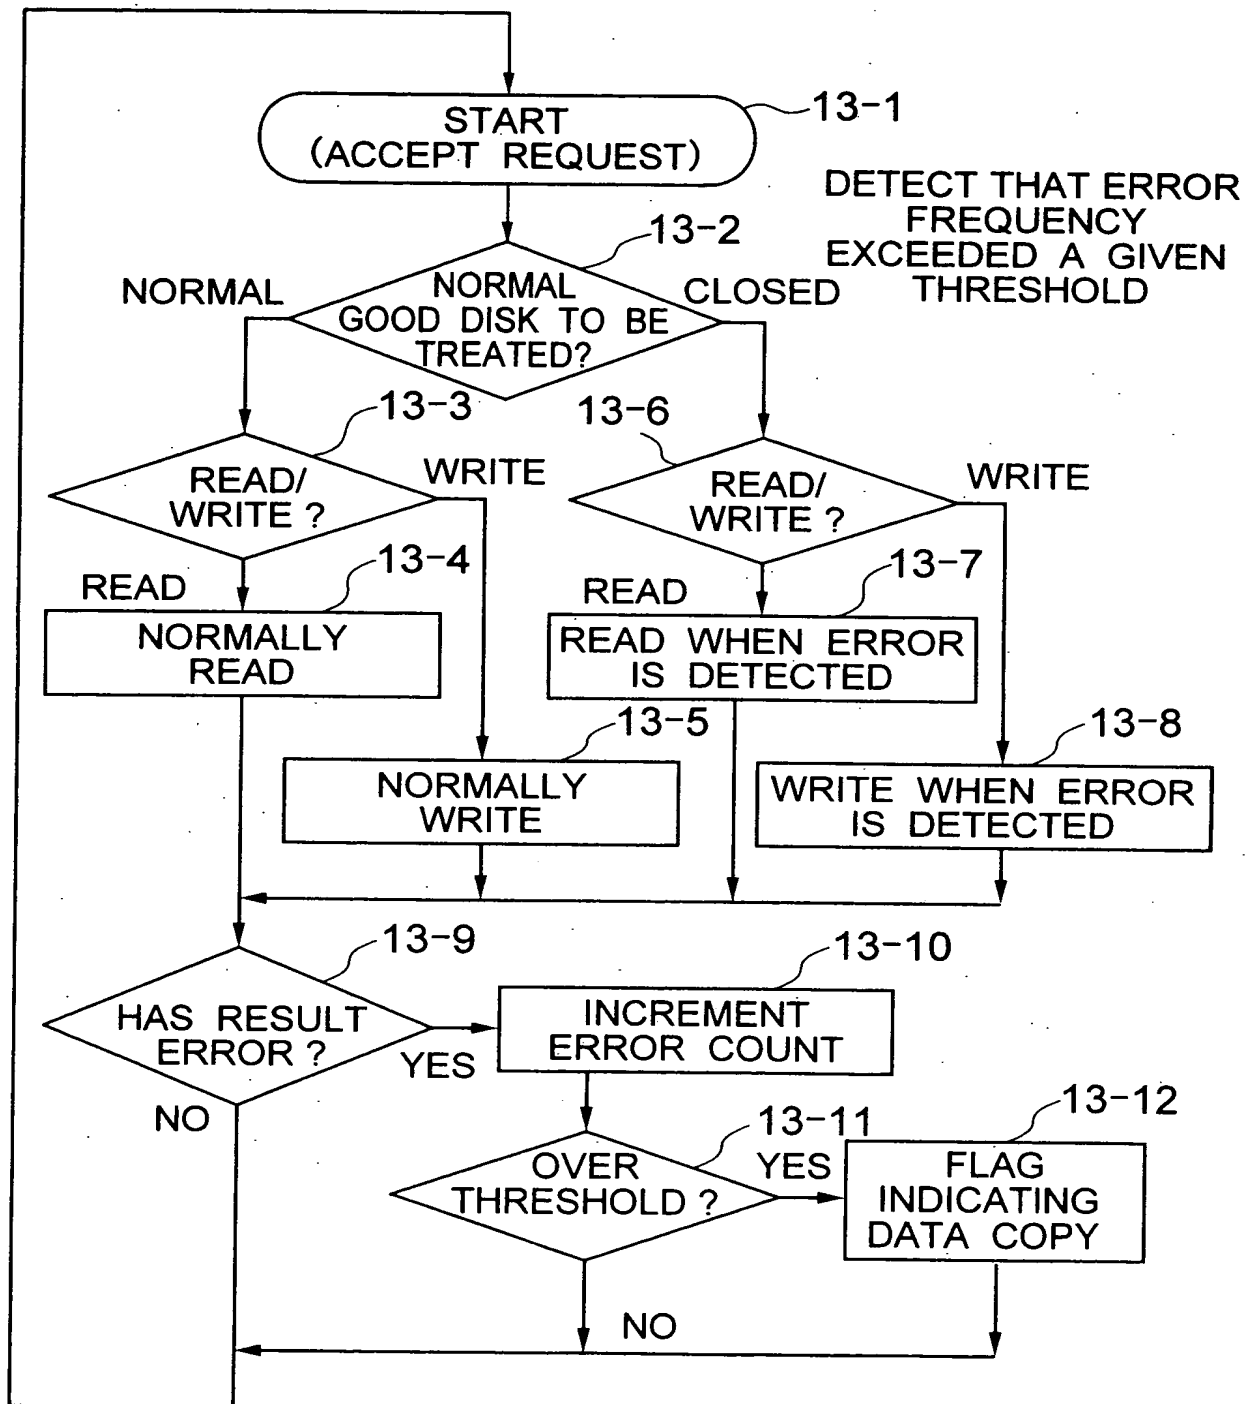 13-1
START
(ACCEPT REQUEST)
DETECT THAT ERROR
FREQUENCY
EXCEEDED A GIVEN
THRESHOLD
13-2
NORMAL
NORMAL
GOOD DISK TO BE
TREATED?
CLOSED
13-3
READ/
WRITE ?
WRITE
13-6
READ/
WRITE ?
WRITE
READ
13-4
NORMALLY
READ
READ
13-7
READ WHEN ERROR
IS DETECTED
13-5
NORMALLY
WRITE
13-8
WRITE WHEN ERROR
IS DETECTED
13-9
HAS RESULT
ERROR ?
YES
NO
13-10
INCREMENT
ERROR COUNT
13-11
OVER
THRESHOLD ?
YES
NO
13-12
FLAG
INDICATING
DATA COPY